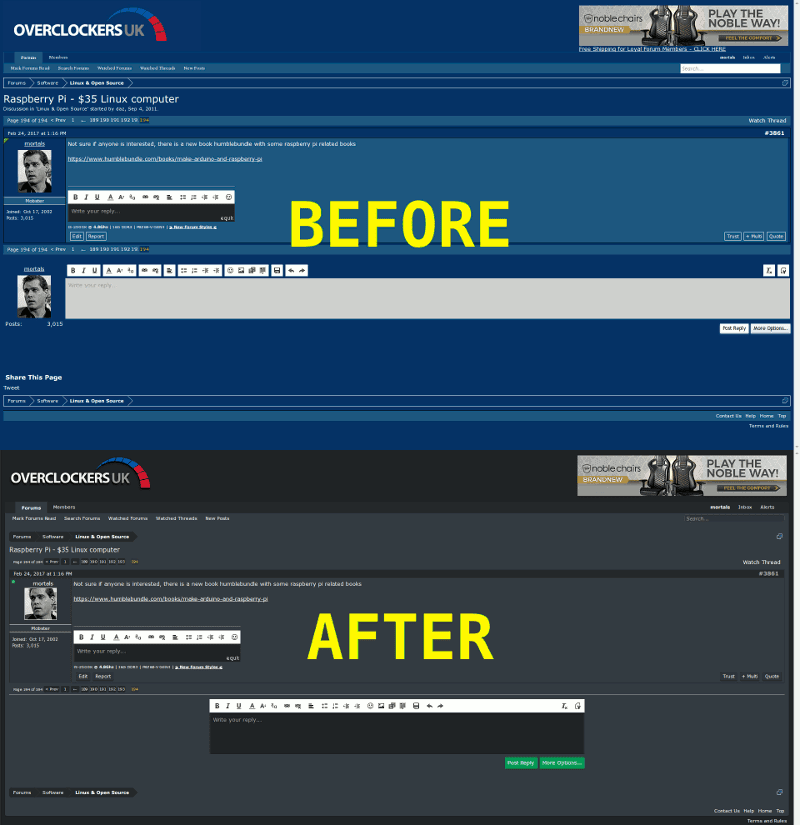 OVERCLOCKERS UK
noblechairs
BRANDNEW
PLAY THE
NOBLE WAY!
FEEL THE COMFORT
Free Shipping for Loyal Forum Members - CLICK HERE
Forums Members
mortals Inbox Alerts
Mark Forums Read Search Forums Watched Forums Watched Threads New Posts
Search...
Forums Software Linux & Open Source
Raspberry Pi - $35 Linux computer
Discussion in 'Linux & Open Source' started by daz, Sep 4, 2011.
Page 194 of 194 < Prev 1 ← 189 190 191 192 193 194
Watch Thread
Feb 24, 2017 at 1:16 PM
#3861
mortals
Not sure if anyone is interested, there is a new book humblebundle with some raspberry pi related books
https://www.humblebundle.com/books/make-arduino-and-raspberry-pi
Mobster
Joined: Oct 17, 2002
Posts: 3,015
B I U
Write your reply...
New Forum Styles
Edit Report
Trust + Multi Quote
BEFORE
Page 194 of 194 < Prev 1 ← 189 190 191 192 193 194
mortals
B I U
Write your reply...
Posts: 3,015
Post Reply More Options...
Share This Page
Tweet
Forums Software Linux & Open Source
Contact Us Help Home Top
Terms and Rules
OVERCLOCKERS UK
noblechairs
BRANDNEW
PLAY THE
NOBLE WAY!
FEEL THE COMFORT
Forums Members
mortals Inbox Alerts
Mark Forums Read Search Forums Watched Forums Watched Threads New Posts
Search...
Forums Software Linux & Open Source
Raspberry Pi - $35 Linux computer
Page 194 of 194 < Prev 1 ← 189 190 191 192 193 194
Watch Thread
Feb 24, 2017 at 1:16 PM
#3861
mortals
Not sure if anyone is interested, there is a new book humblebundle with some raspberry pi related books
https://www.humblebundle.com/books/make-arduino-and-raspberry-pi
Mobster
Joined: Oct 17, 2002
Posts: 3,015
B I U
Write your reply...
New Forum Styles
Edit Report
Trust + Multi Quote
AFTER
Page 194 of 194 < Prev 1 ← 189 190 191 192 193 194
B I U
Write your reply...
Post Reply More Options...
Forums Software Linux & Open Source
Contact Us Help Home Top
Terms and Rules